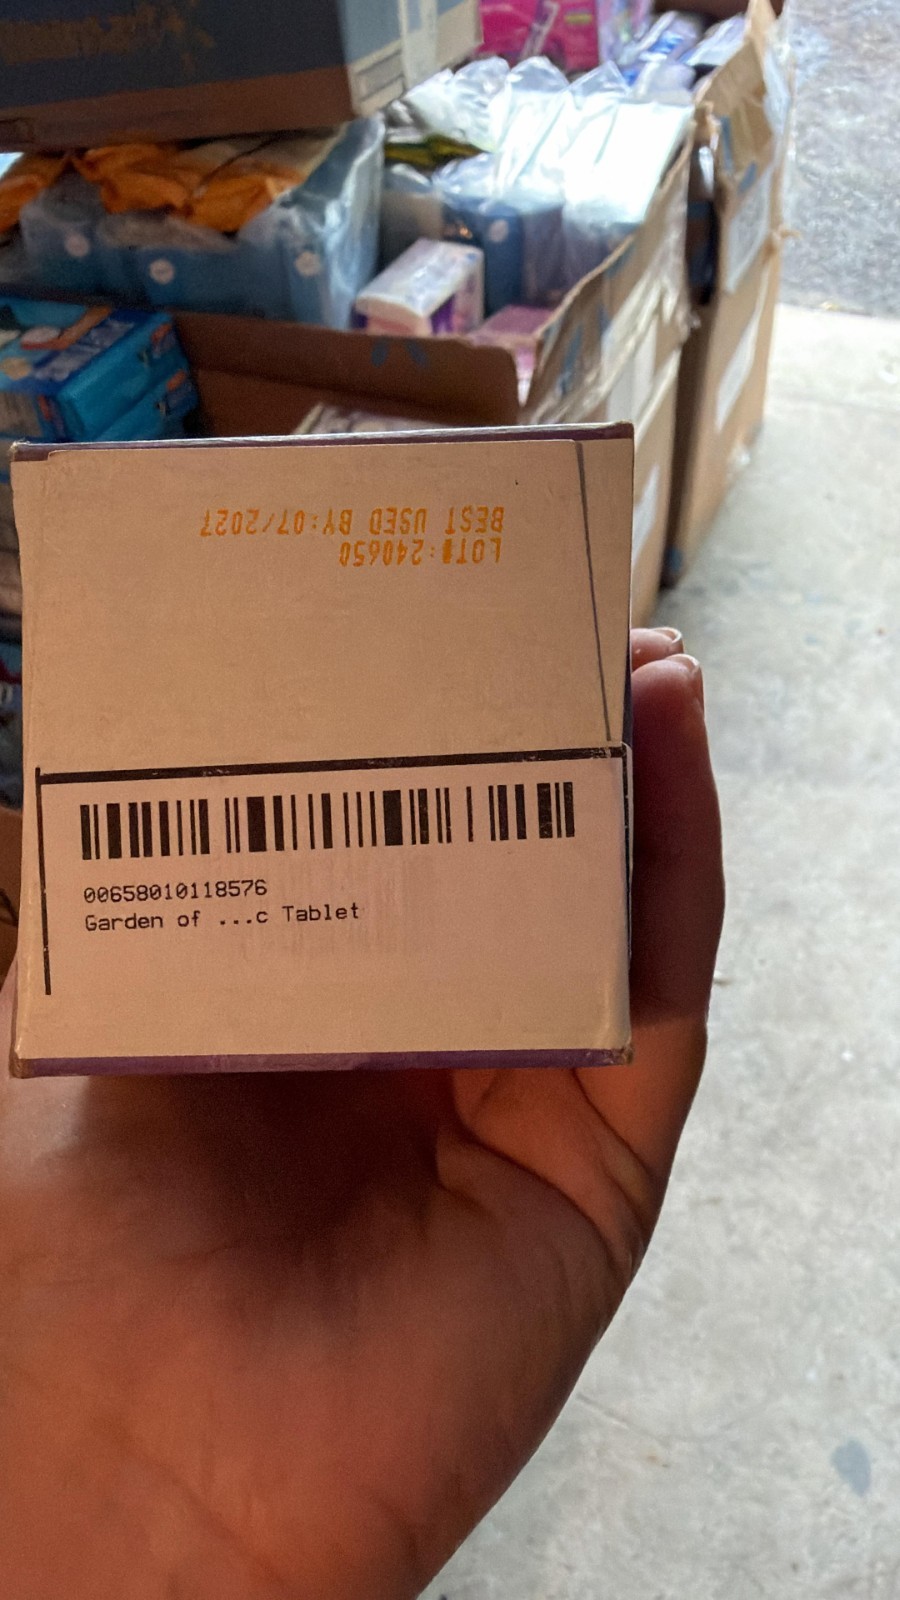 BEST USED BY:07/2027
LOT#:240650
00658010118576
Garden of ...c Tablet